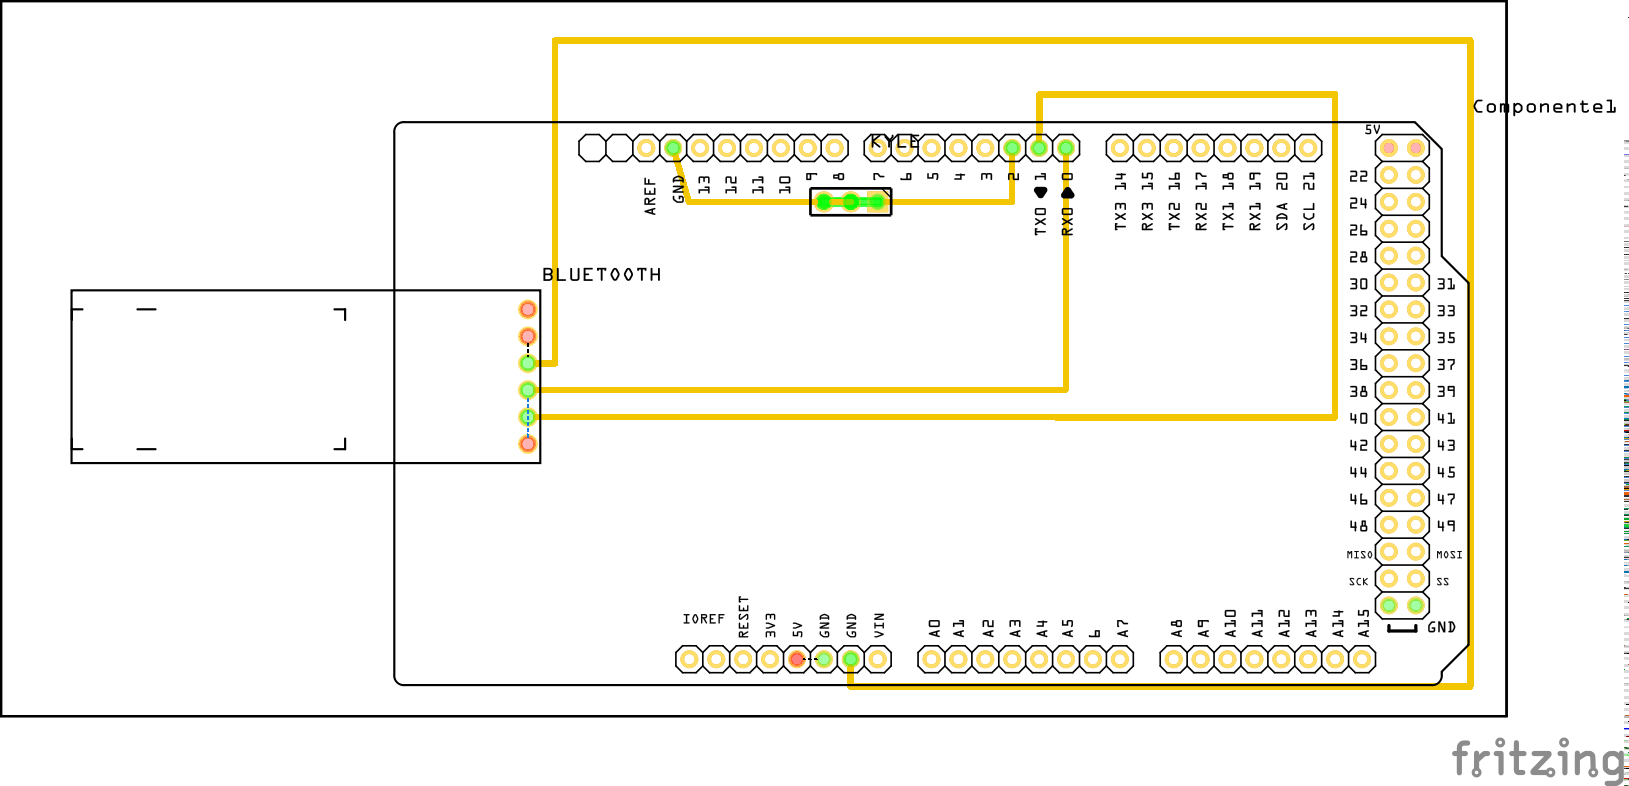 Componente1
5V
KYLE
AREF
GND
13
12
11
10
9
8
7
6
5
4
3
2
TX0 1
RX0 0
TX3 14
RX3 15
TX2 16
RX2 17
TX1 18
RX1 19
SDA 20
SCL 21
BLUETOOTH
22
24
26
28
30 31
32 33
34 35
36 37
38 39
40 41
42 43
44 45
46 47
48 49
MISO MOSI
SCK SS
GND
IOREF
RESET
3V3
5V
GND
GND
VIN
A0
A1
A2
A3
A4
A5
6
A7
A8
A9
A10
A11
A12
A13
A14
A15
fritzing